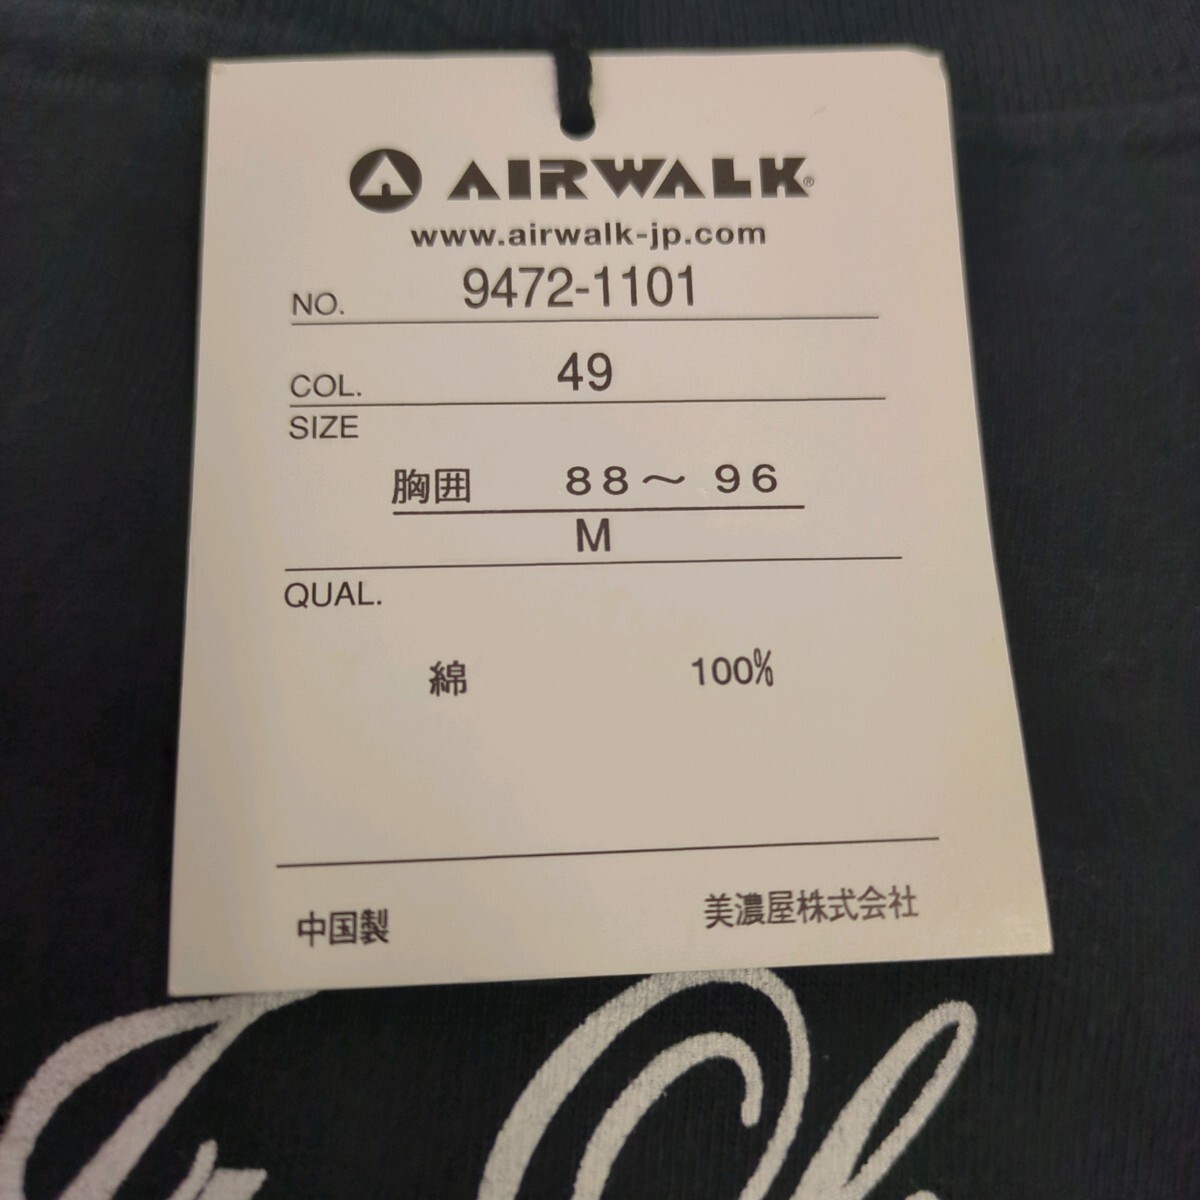 AIRWALK®
www.airwalk-jp.com
NO. 9472-1101
COL. 49
SIZE
胸囲 88～96
M
QUAL.
綿 100%
中国製 美濃屋株式会社